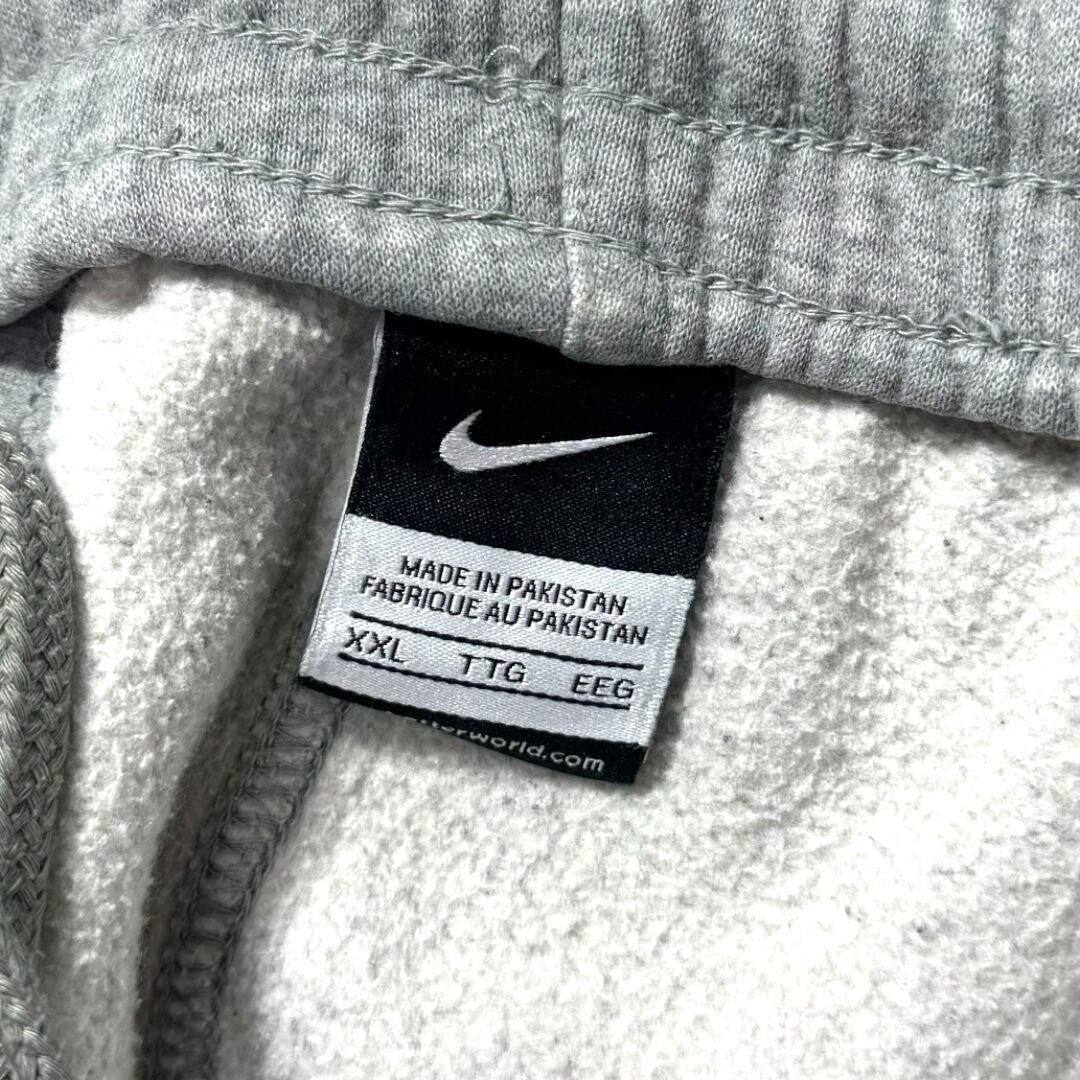 MADE IN PAKISTAN
FABRIQUE AU PAKISTAN
XXL TTG EEG